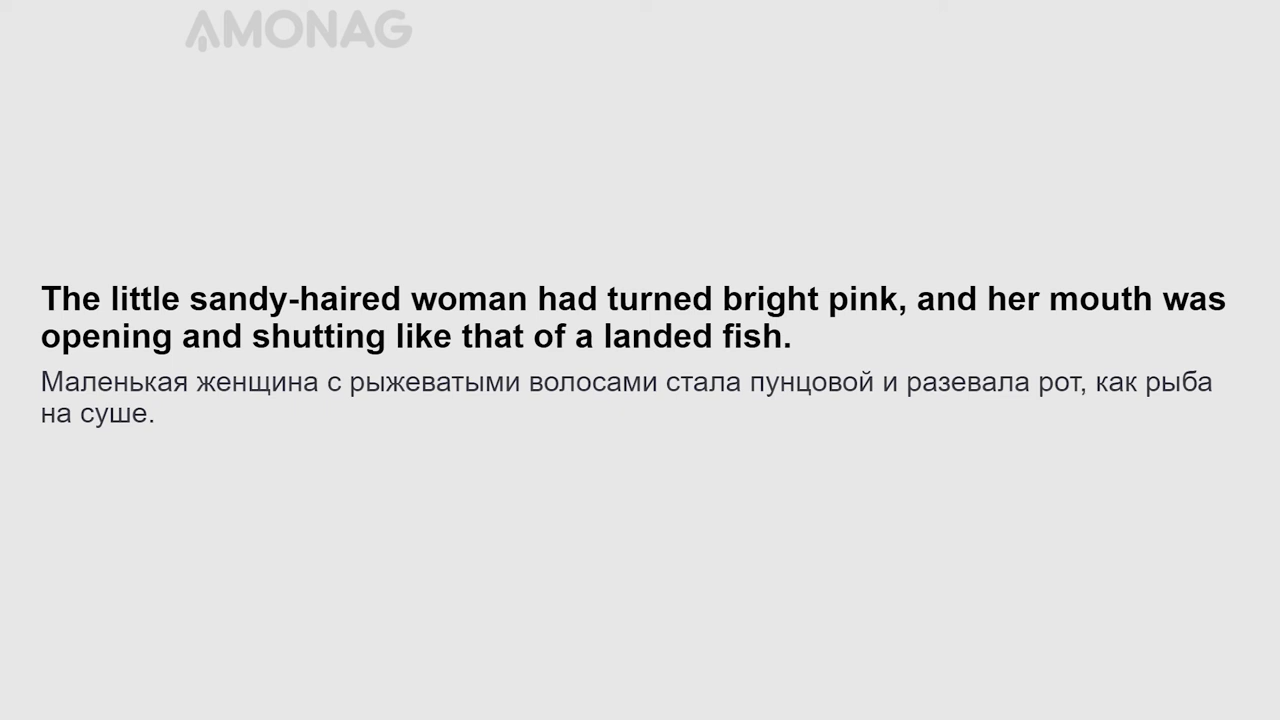 AMONAG
The little sandy-haired woman had turned bright pink, and her mouth was
opening and shutting like that of a landed fish.
Маленькая женщина с рыжеватыми волосами стала пунцовой и разевала рот, как рыба
на суше.